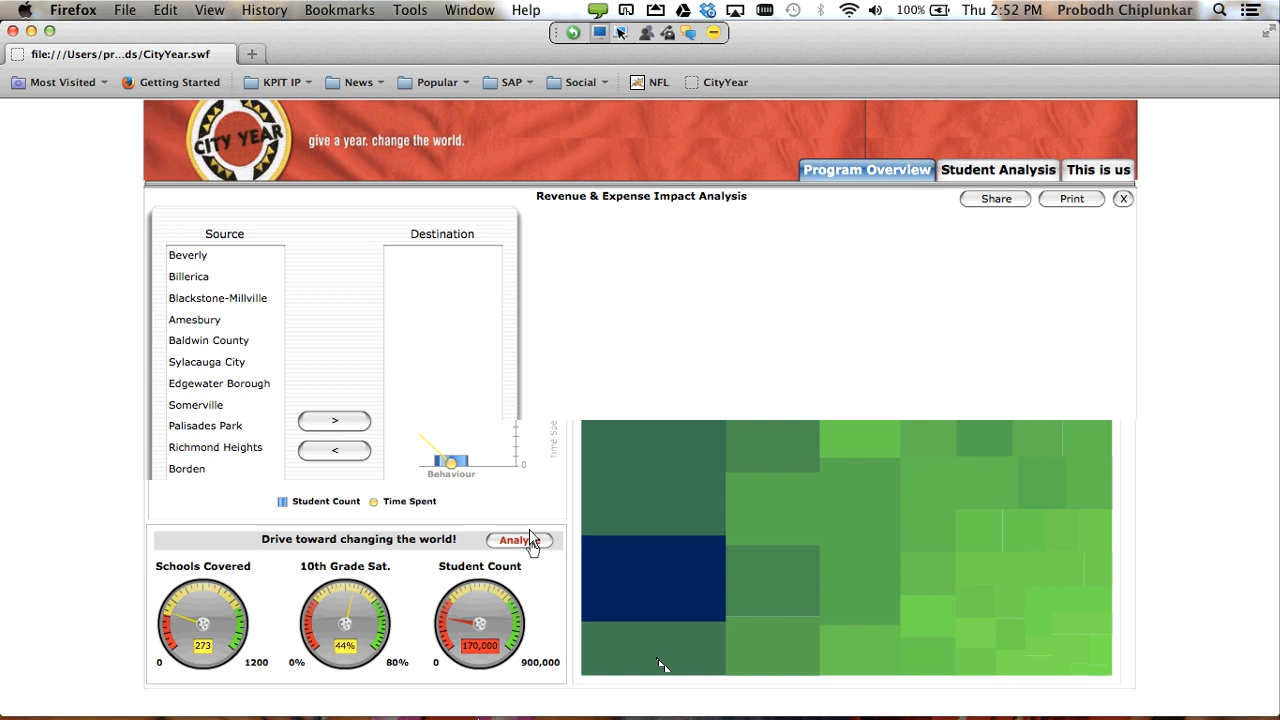 Firefox File Edit View History Bookmarks Tools Window Help 100% Thu 2:52 PM Probodh Chiplunkar
file:///Users/pr...ds/CityYear.swf
Most Visited Getting Started KPIT IP News Popular SAP Social NFL CityYear
CITY YEAR
give a year. change the world.
Program Overview Student Analysis This is us
Revenue & Expense Impact Analysis
Share Print X
Source Destination
Beverly
Billerica
Blackstone-Millville
Amesbury
Baldwin County
Sylacauga City
Edgewater Borough
Somerville
Palisades Park
Richmond Heights
Borden
>
<
Time Spe
0
Behaviour
Student Count Time Spent
Drive toward changing the world!
Schools Covered 10th Grade Sat. Student Count
273 44% 170,000
0 1200 0% 80% 0 900,000